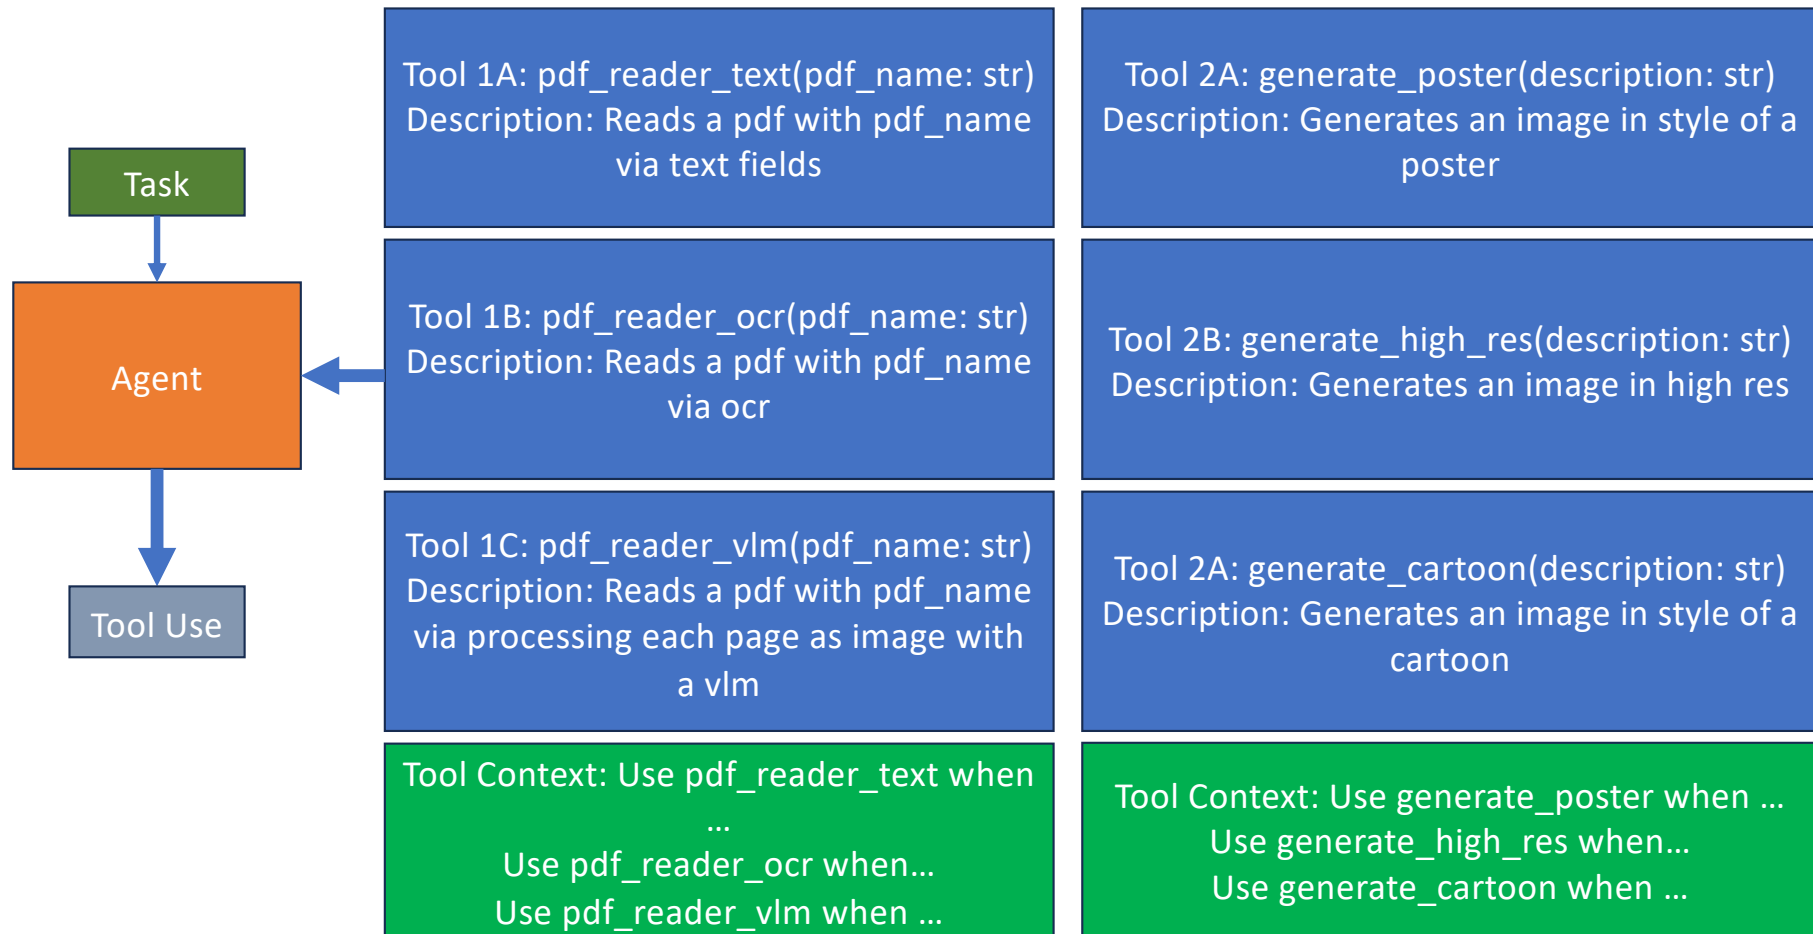 Task
Agent
Tool Use
Tool 1A: pdf_reader_text(pdf_name: str)
Description: Reads a pdf with pdf_name
via text fields
Tool 1B: pdf_reader_ocr(pdf_name: str)
Description: Reads a pdf with pdf_name
via ocr
Tool 1C: pdf_reader_vlm(pdf_name: str)
Description: Reads a pdf with pdf_name
via processing each page as image with
a vlm
Tool Context: Use pdf_reader_text when
…
Use pdf_reader_ocr when…
Use pdf_reader_vlm when …
Tool 2A: generate_poster(description: str)
Description: Generates an image in style of a
poster
Tool 2B: generate_high_res(description: str)
Description: Generates an image in high res
Tool 2A: generate_cartoon(description: str)
Description: Generates an image in style of a
cartoon
Tool Context: Use generate_poster when …
Use generate_high_res when…
Use generate_cartoon when …